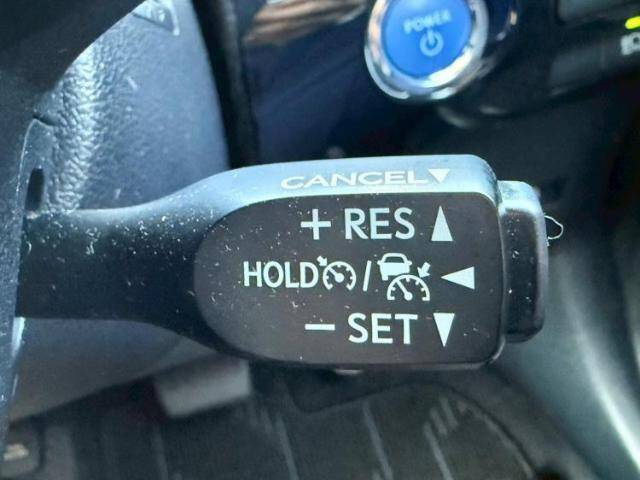 POWER
CANCEL▼
+ RES ▲
HOLD / ◀
− SET ▼